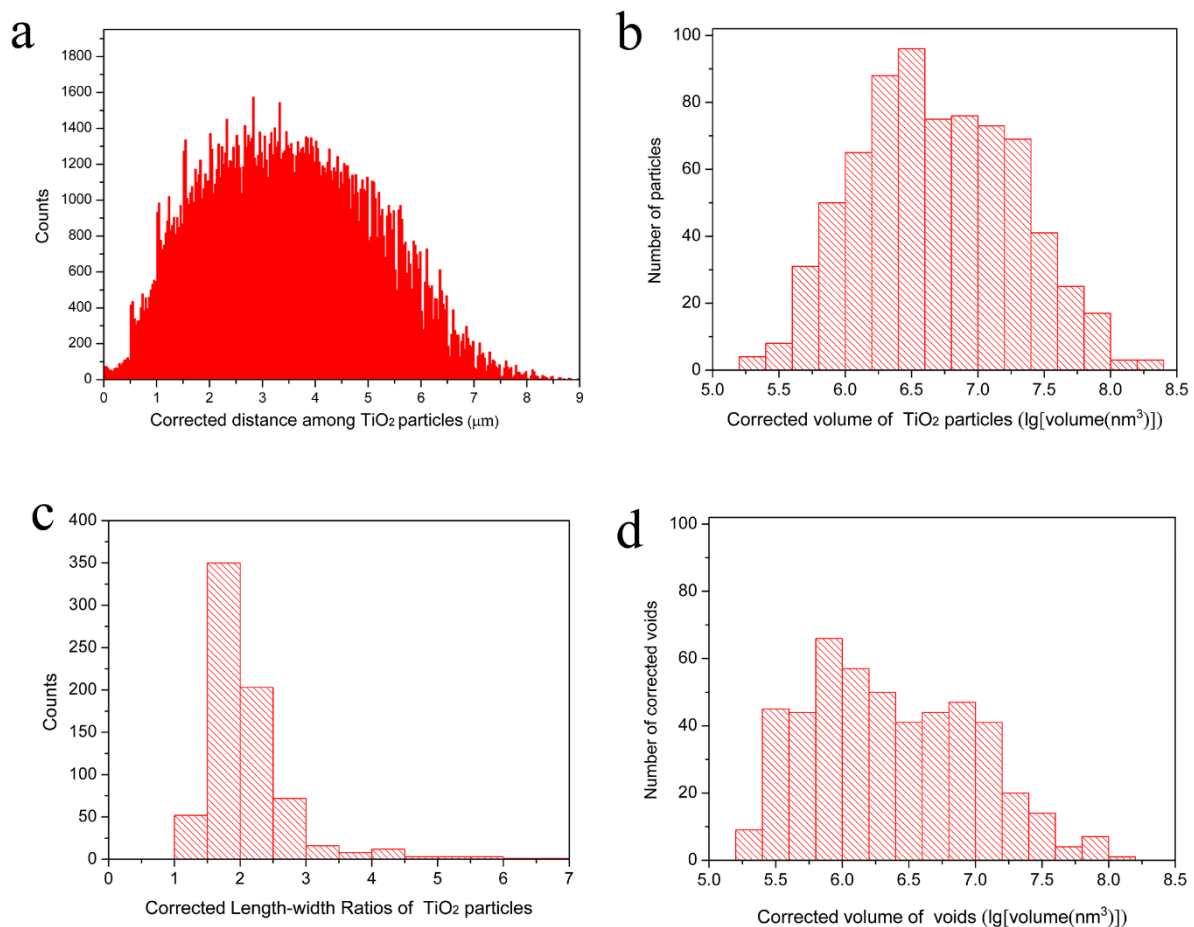 a
1800
1600
1400
1200
1000
800
600
400
200
0
Counts
0 1 2 3 4 5 6 7 8 9
Corrected distance among TiO₂ particles (μm)
b
100
80
60
40
20
0
Number of particles
5.0 5.5 6.0 6.5 7.0 7.5 8.0 8.5
Corrected volume of TiO₂ particles (lg[volume(nm³)])
c
400
350
300
250
200
150
100
50
0
Counts
0 1 2 3 4 5 6 7
Corrected Length-width Ratios of TiO₂ particles
d
100
80
60
40
20
0
Number of corrected voids
5.0 5.5 6.0 6.5 7.0 7.5 8.0 8.5
Corrected volume of voids (lg[volume(nm³)])